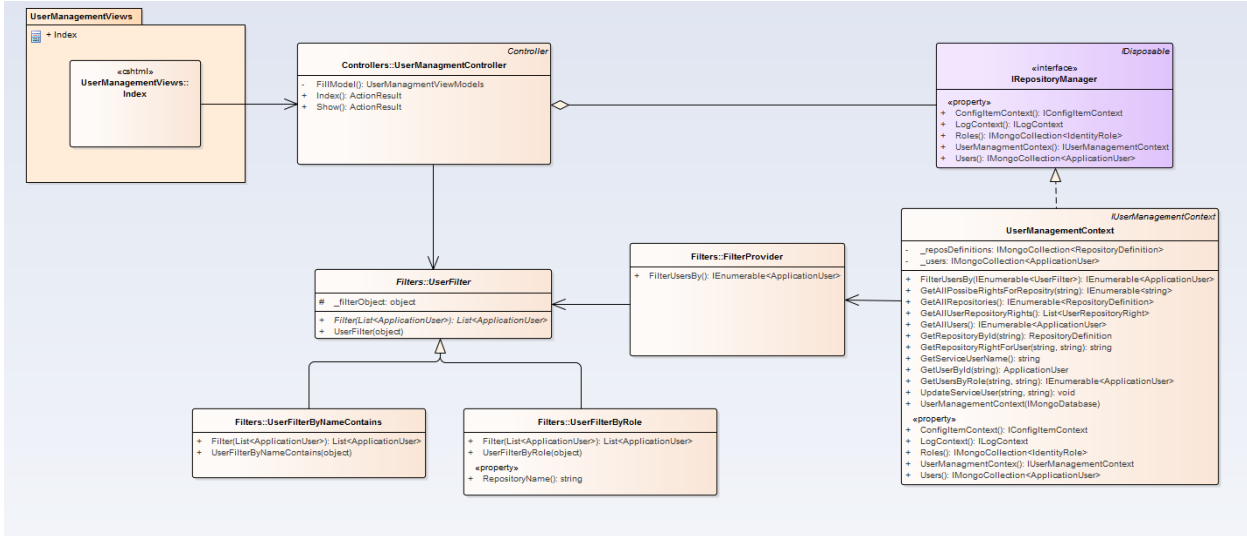 UserManagementViews
+ Index
«cshtml»
UserManagementViews::
Index
Controller
Controllers::UserManagmentController
- FillModel(): UserManagmentViewModels
+ Index(): ActionResult
+ Show(): ActionResult
IDisposable
«interface»
IRepositoryManager
«property»
+ ConfigItemContext(): IConfigItemContext
+ LogContext(): ILogContext
+ Roles(): IMongoCollection<IdentityRole>
+ UserManagmentContex(): IUserManagementContext
+ Users(): IMongoCollection<ApplicationUser>
IUserManagementContext
UserManagementContext
- _reposDefinitions: IMongoCollection<RepositoryDefinition>
- _users: IMongoCollection<ApplicationUser>
+ FilterUsersBy(IEnumerable<UserFilter>): IEnumerable<ApplicationUser>
+ GetAllPossibeRightsForRepositry(string): IEnumerable<string>
+ GetAllRepositories(): IEnumerable<RepositoryDefinition>
+ GetAllUserRepositoryRights(): List<UserRepositoryRight>
+ GetAllUsers(): IEnumerable<ApplicationUser>
+ GetRepositoryById(string): RepositoryDefinition
+ GetRepositoryRightForUser(string, string): string
+ GetServiceUserName(): string
+ GetUserById(string): ApplicationUser
+ GetUsersByRole(string, string): IEnumerable<ApplicationUser>
+ UpdateServiceUser(string, string): void
+ UserManagementContext(IMongoDatabase)
«property»
+ ConfigItemContext(): IConfigItemContext
+ LogContext(): ILogContext
+ Roles(): IMongoCollection<IdentityRole>
+ UserManagmentContex(): IUserManagementContext
+ Users(): IMongoCollection<ApplicationUser>
Filters::FilterProvider
+ FilterUsersBy(): IEnumerable<ApplicationUser>
Filters::UserFilter
# _filterObject: object
+ Filter(List<ApplicationUser>): List<ApplicationUser>
+ UserFilter(object)
Filters::UserFilterByNameContains
+ Filter(List<ApplicationUser>): List<ApplicationUser>
+ UserFilterByNameContains(object)
Filters::UserFilterByRole
+ Filter(List<ApplicationUser>): List<ApplicationUser>
+ UserFilterByRole(object)
«property»
+ RepositoryName(): string